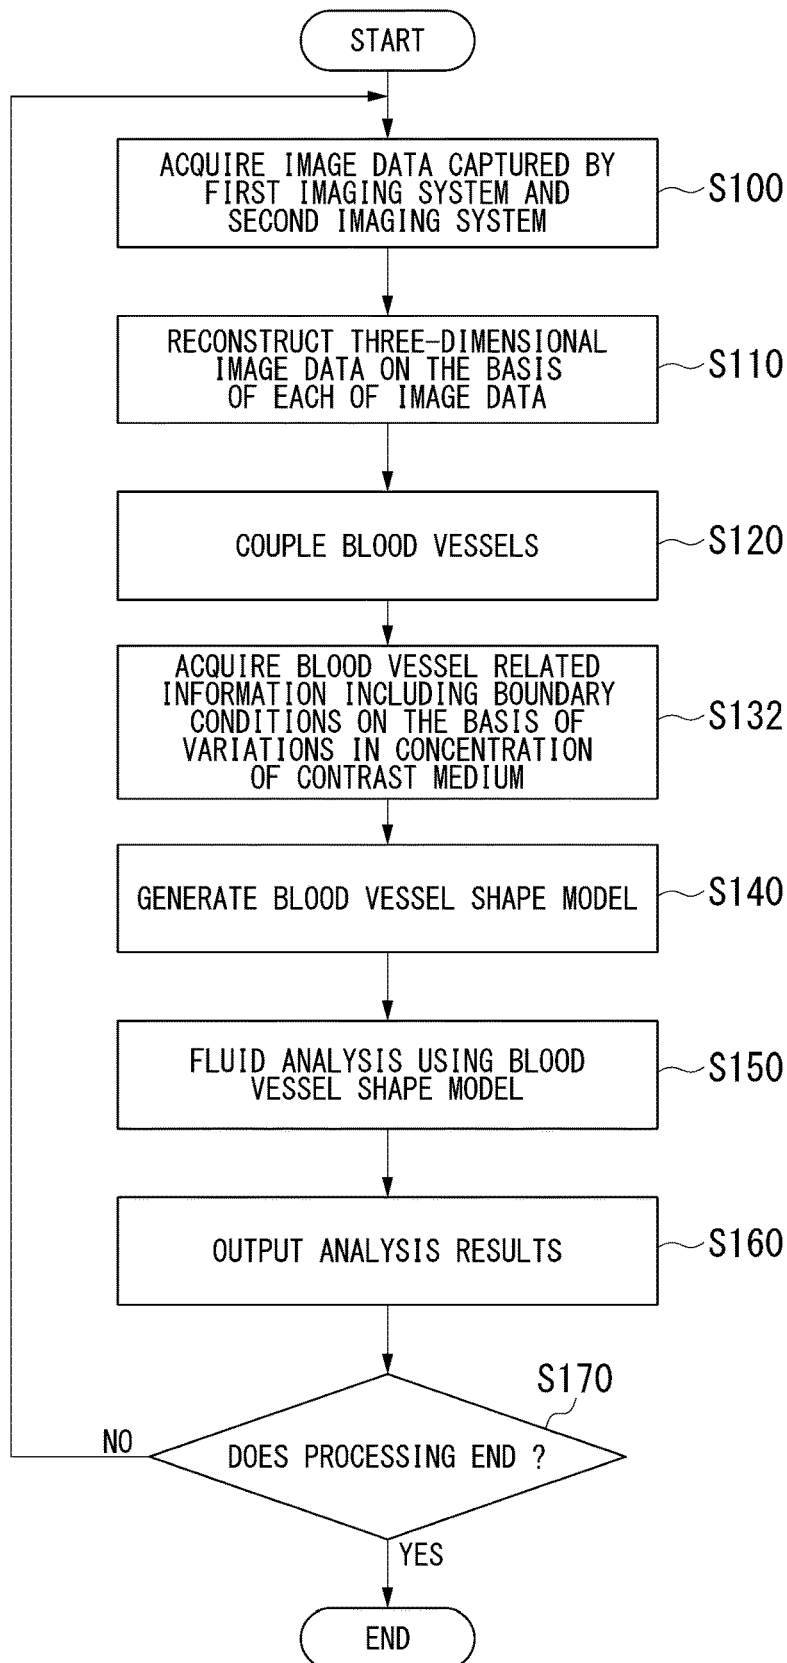 START
ACQUIRE IMAGE DATA CAPTURED BY
FIRST IMAGING SYSTEM AND
SECOND IMAGING SYSTEM
S100
RECONSTRUCT THREE-DIMENSIONAL
IMAGE DATA ON THE BASIS
OF EACH OF IMAGE DATA
S110
COUPLE BLOOD VESSELS
S120
ACQUIRE BLOOD VESSEL RELATED
INFORMATION INCLUDING BOUNDARY
CONDITIONS ON THE BASIS OF
VARIATIONS IN CONCENTRATION
OF CONTRAST MEDIUM
S132
GENERATE BLOOD VESSEL SHAPE MODEL
S140
FLUID ANALYSIS USING BLOOD
VESSEL SHAPE MODEL
S150
OUTPUT ANALYSIS RESULTS
S160
S170
NO
DOES PROCESSING END ?
YES
END